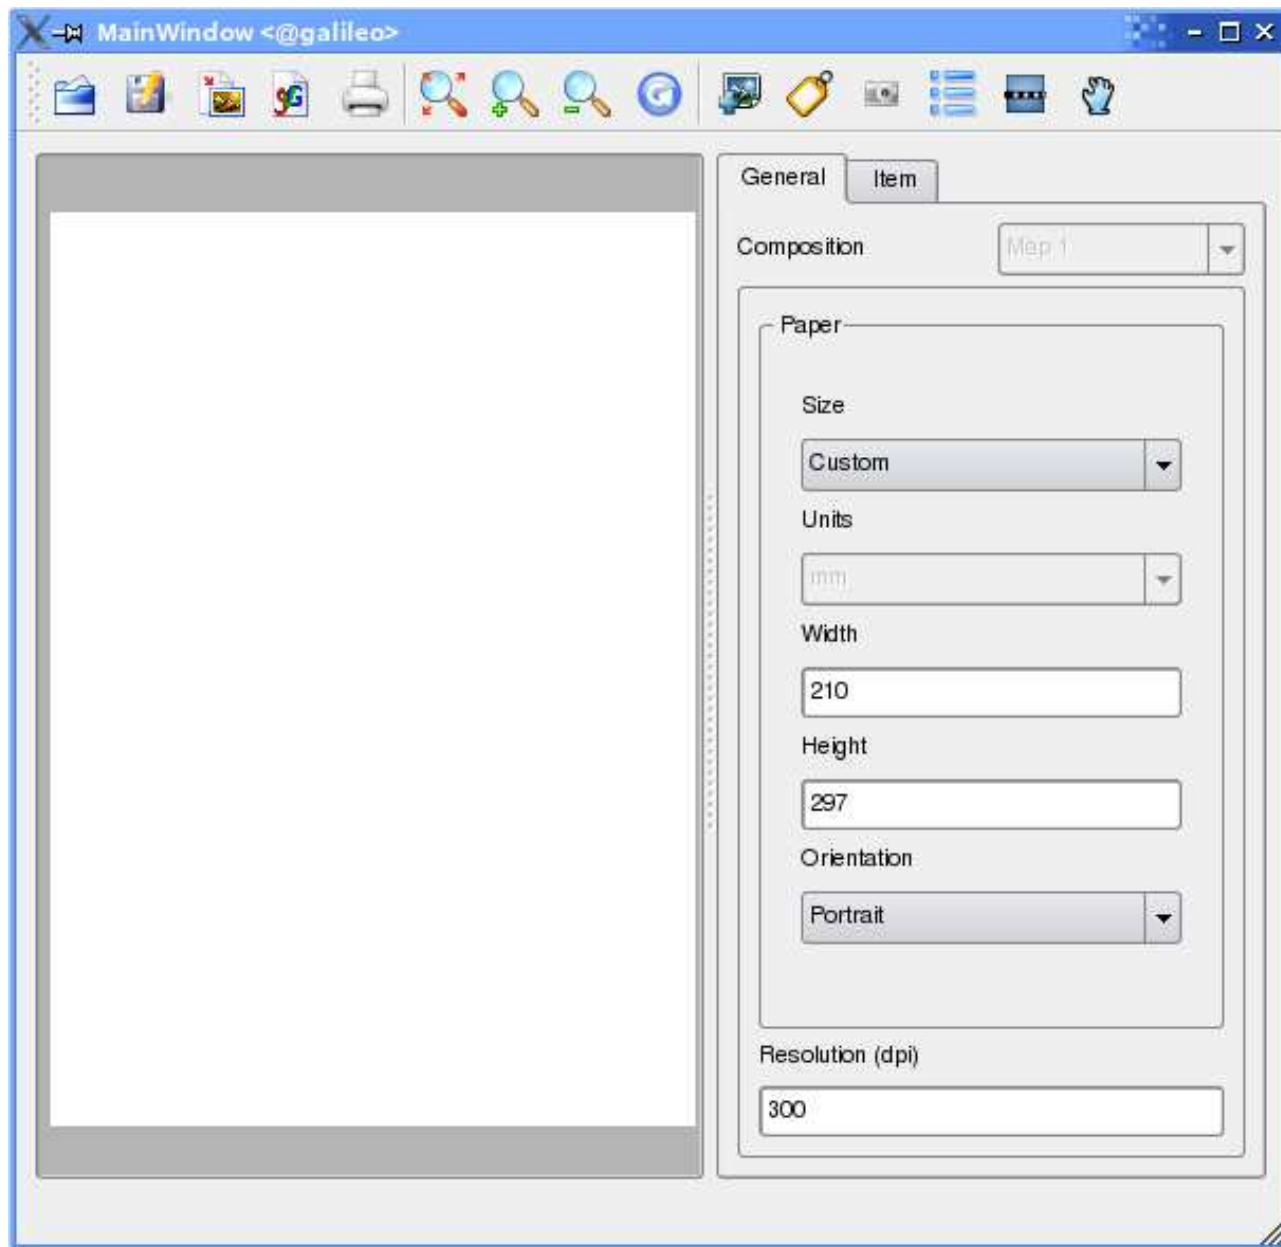 MainWindow <@galileo>
General
Item
Composition
Map 1
Paper
Size
Custom
Units
mm
Width
210
Height
297
Orientation
Portrait
Resolution (dpi)
300